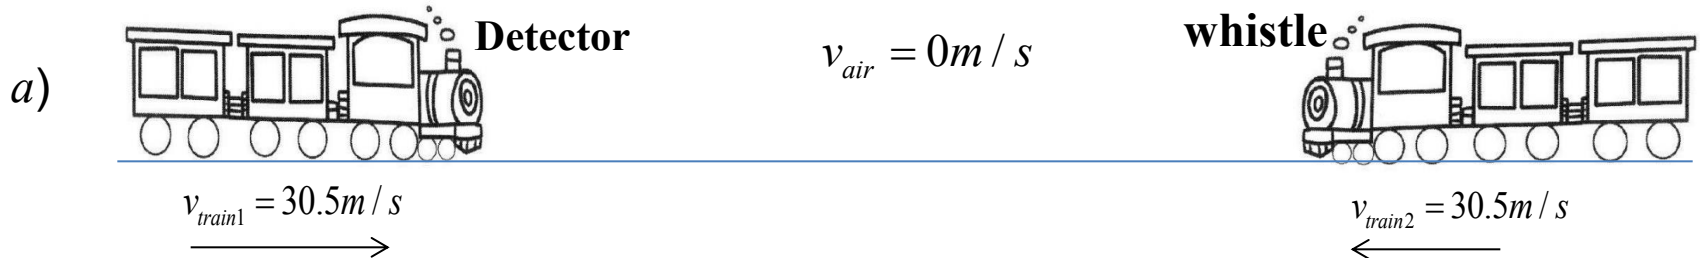 a)
Detector
v_air = 0m / s
whistle
v_train1 = 30.5m / s
v_train2 = 30.5m / s